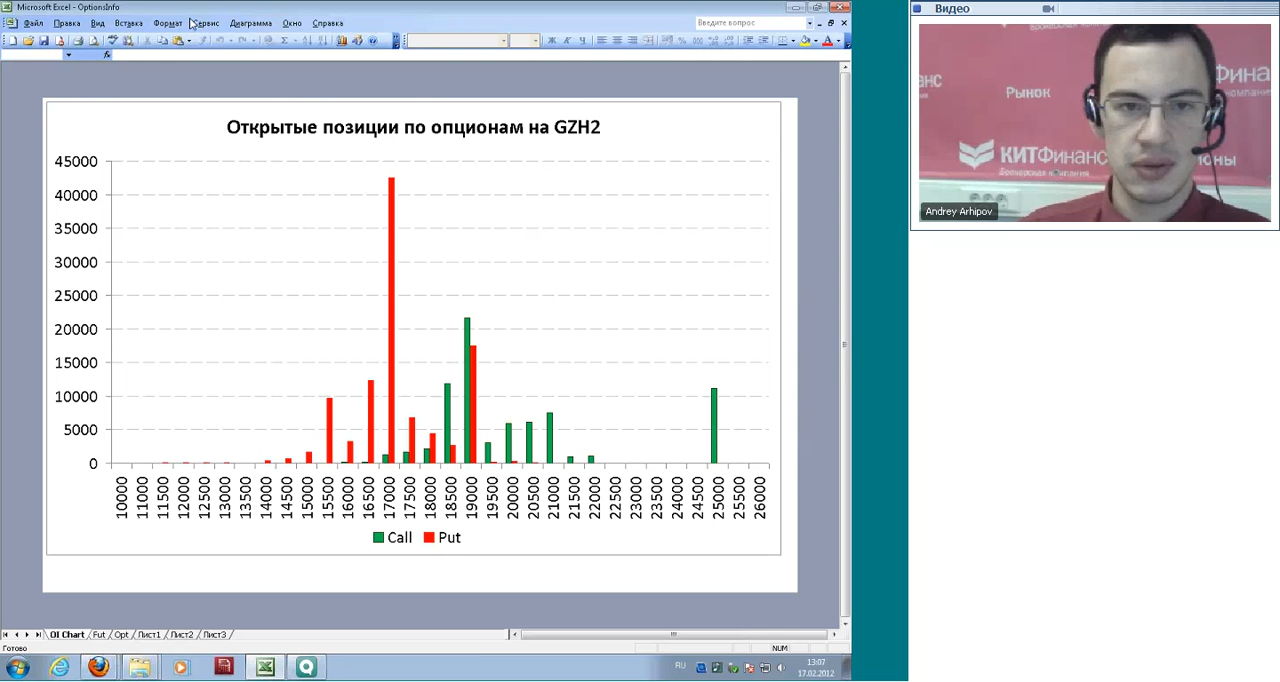 Microsoft Excel - OptionsInfo
Файл Правка Вид Вставка Формат Сервис Диаграмма Окно Справка
Введите вопрос
Открытые позиции по опционам на GZH2
45000
40000
35000
30000
25000
20000
15000
10000
5000
0
10000 11000 11500 12000 12500 13000 13500 14000 14500 15000 15500 16000 16500 17000 17500 18000 18500 19000 19500 20000 20500 21000 21500 22000 23000 24000 25000 25500 26000
Call Put
OI Chart Fut Opt Лист1 Лист2 Лист3
Готово
NUM
RU
13:07
17.02.2012
Видео
Рынок
КИТФинанс
Брокерская компания
Andrey Arhipov